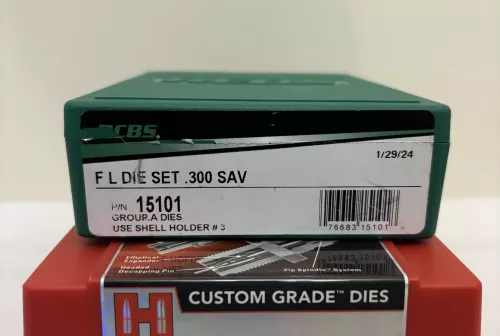 RCBS.
1/29/24
F L DIE SET .300 SAV
P/N 15101
GROUP.A DIES
USE SHELL HOLDER # 3
76683 15101
Elliptical
Expander
Headed
Decapping Pin
Zip Spindle™ System
H CUSTOM GRADE™ DIES